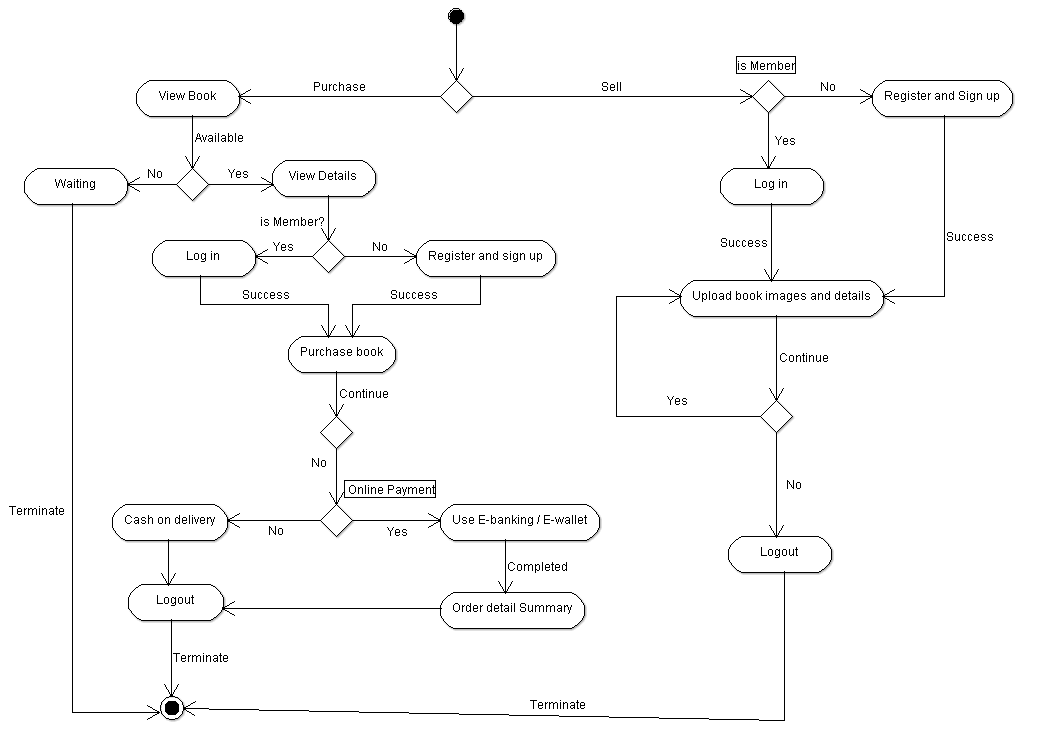 is Member
Purchase
Sell
No
View Book
Register and Sign up
Available
Yes
No
Yes
Waiting
View Details
Log in
is Member?
Success
Success
Yes
No
Log in
Register and sign up
Success
Success
Upload book images and details
Purchase book
Continue
Continue
Yes
No
No
Online Payment
Terminate
Cash on delivery
No
Yes
Use E-banking / E-wallet
Logout
Completed
Logout
Order detail Summary
Terminate
Terminate